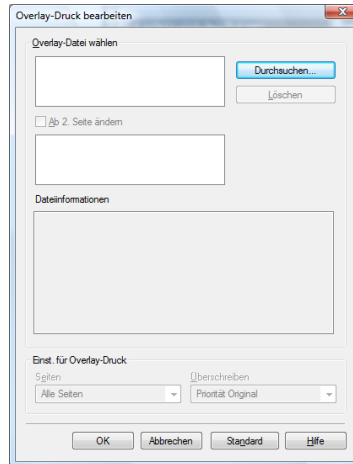 Overlay-Druck bearbeiten
Overlay-Datei wählen
Durchsuchen...
Löschen
Ab 2. Seite ändern
Dateiinformationen
Einst. für Overlay-Druck
Seiten
Überschreiben
Alle Seiten
Priorität Original
OK
Abbrechen
Standard
Hilfe